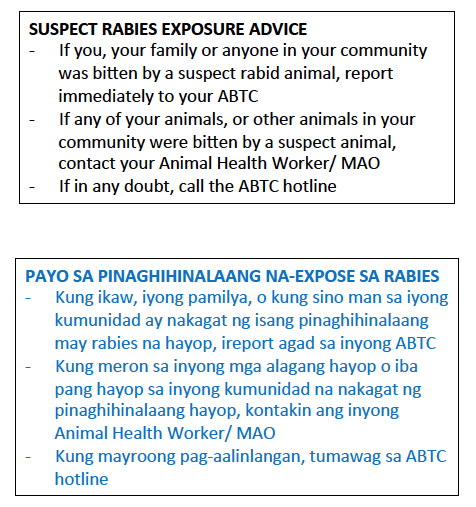 SUSPECT RABIES EXPOSURE ADVICE
- If you, your family or anyone in your community
was bitten by a suspect rabid animal, report
immediately to your ABTC
- If any of your animals, or other animals in your
community were bitten by a suspect animal,
contact your Animal Health Worker/ MAO
- If in any doubt, call the ABTC hotline
PAYO SA PINAGHIHINALAANG NA-EXPOSE SA RABIES
- Kung ikaw, iyong pamilya, o kung sino man sa iyong
kumunidad ay nakagat ng isang pinaghihinalaang
may rabies na hayop, ireport agad sa inyong ABTC
- Kung meron sa inyong mga alagang hayop o iba
pang hayop sa inyong kumunidad na nakagat ng
pinaghihinalaang hayop, kontakin ang inyong
Animal Health Worker/ MAO
- Kung mayroong pag-aalinlangan, tumawag sa ABTC
hotline